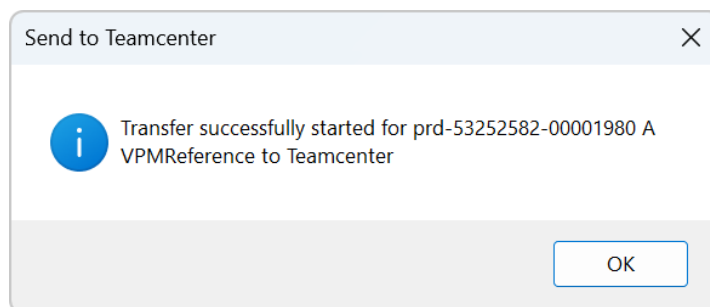 Send to Teamcenter
Transfer successfully started for prd-53252582-00001980 A
VPMReference to Teamcenter
OK